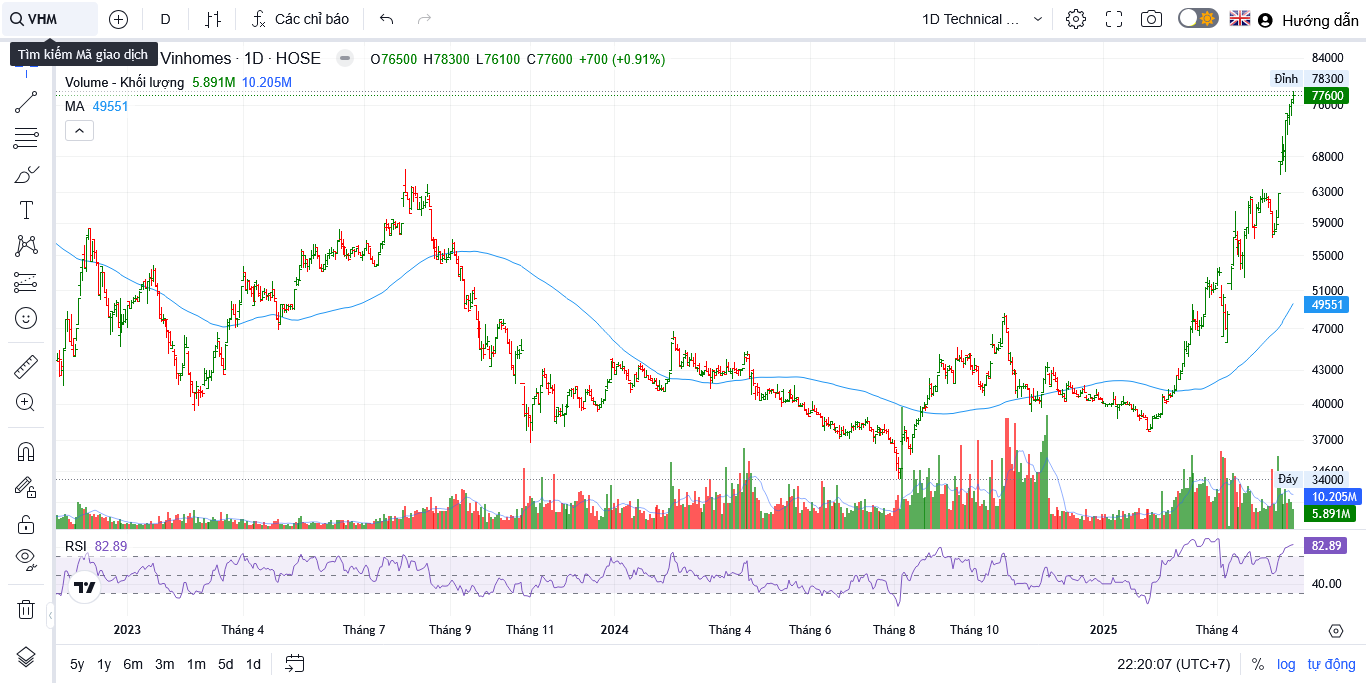 VHM
D
Các chỉ báo
1D Technical ...
Hướng dẫn
Tìm kiếm Mã giao dịch
Vinhomes · 1D · HOSE
O76500 H78300 L76100 C77600 +700 (+0.91%)
Volume - Khối lượng 5.891M 10.205M
MA 49551
84000
Đỉnh 78300
77600
76000
68000
63000
59000
55000
51000
49551
47000
43000
40000
37000
34600
Đáy 34000
10.205M
5.891M
RSI 82.89
82.89
40.00
2023 Tháng 4 Tháng 7 Tháng 9 Tháng 11 2024 Tháng 4 Tháng 6 Tháng 8 Tháng 10 2025 Tháng 4
5y 1y 6m 3m 1m 5d 1d
22:20:07 (UTC+7) % log tự động